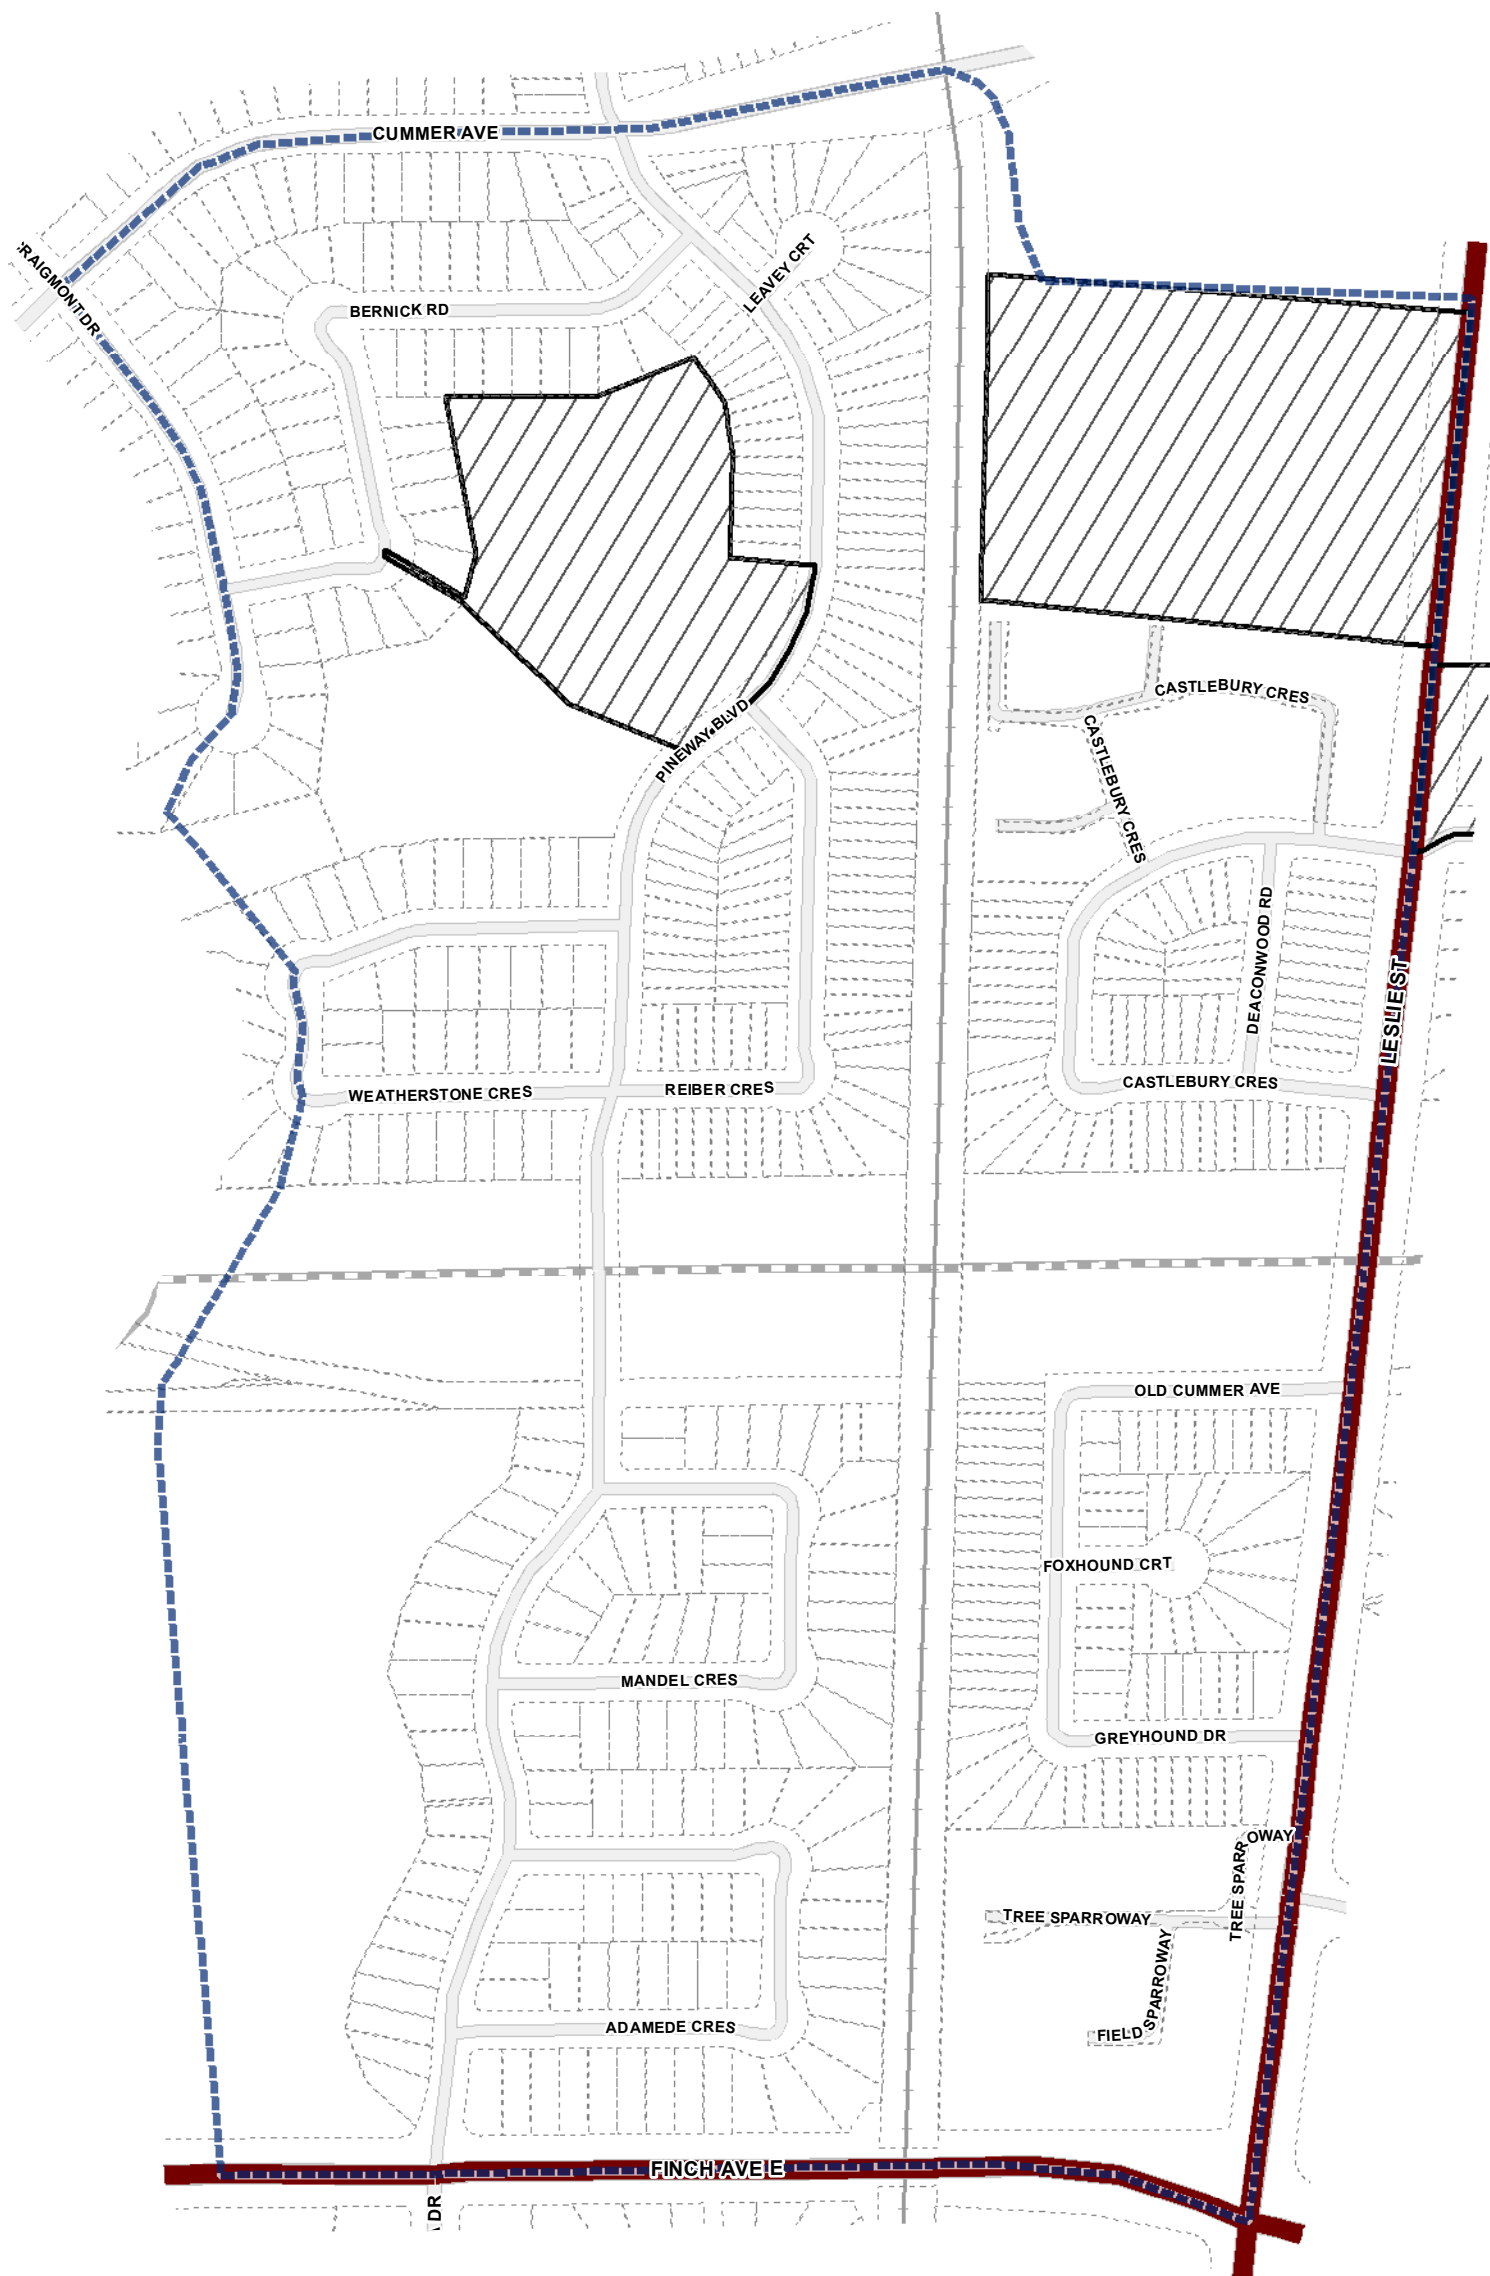 CUMMER AVE
RAIGMONT DR
LEAVEY CRT
BERNICK RD
CASTLEBURY CRES
PINEWAY BLVD
CASTLEBURY CRES
DEACONWOOD RD
LESLIE ST
CASTLEBURY CRES
WEATHERSTONE CRES
REIBER CRES
OLD CUMMER AVE
FOXHOUND CRT
MANDEL CRES
GREYHOUND DR
TREE SPARROWAY
TREE SPARROWAY
FIELD SPARROWAY
ADAMEDE CRES
FINCH AVE E
DR